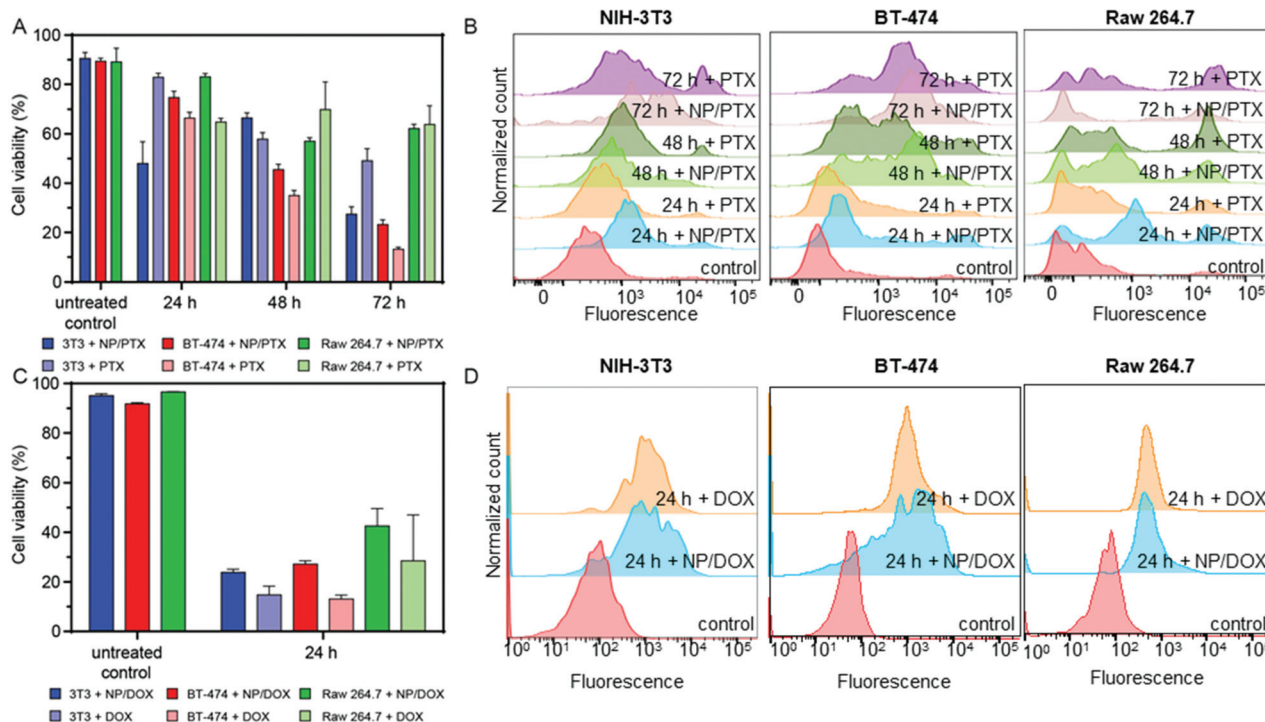 A
Cell viability (%)
100
80
60
40
20
0
untreated
control
24 h
48 h
72 h
3T3 + NP/PTX
BT-474 + NP/PTX
Raw 264.7 + NP/PTX
3T3 + PTX
BT-474 + PTX
Raw 264.7 + PTX
B
NIH-3T3
BT-474
Raw 264.7
Normalized count
72 h + PTX
72 h + NP/PTX
48 h + PTX
48 h + NP/PTX
24 h + PTX
24 h + NP/PTX
control
0
10³
10⁴
10⁵
Fluorescence
72 h + PTX
72 h + NP/PTX
48 h + PTX
48 h + NP/PTX
24 h + PTX
24 h + NP/PTX
control
0
10³
10⁴
10⁵
Fluorescence
72 h + PTX
72 h + NP/PTX
48 h + PTX
48 h + NP/PTX
24 h + PTX
24 h + NP/PTX
control
0
10³
10⁴
10⁵
Fluorescence
C
Cell viability (%)
100
80
60
40
20
0
untreated
control
24 h
3T3 + NP/DOX
BT-474 + NP/DOX
Raw 264.7 + NP/DOX
3T3 + DOX
BT-474 + DOX
Raw 264.7 + DOX
D
NIH-3T3
BT-474
Raw 264.7
Normalized count
24 h + DOX
24 h + NP/DOX
control
10⁰
10¹
10²
10³
10⁴
10⁵
Fluorescence
24 h + DOX
24 h + NP/DOX
control
10⁰
10¹
10²
10³
10⁴
10⁵
Fluorescence
24 h + DOX
24 h + NP/DOX
control
10⁰
10¹
10²
10³
10⁴
10⁵
Fluorescence